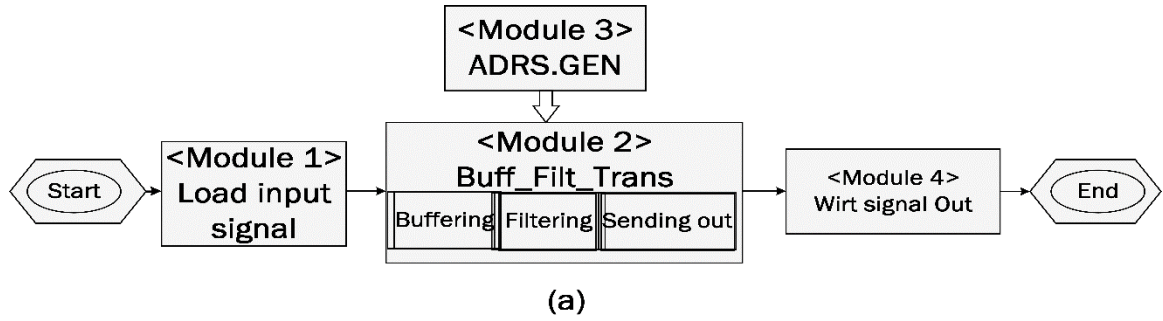 <Module 3>
ADRS.GEN
Start
<Module 1>
Load input
signal
<Module 2>
Buff_Filt_Trans
Buffering
Filtering
Sending out
<Module 4>
Wirt signal Out
End
(a)